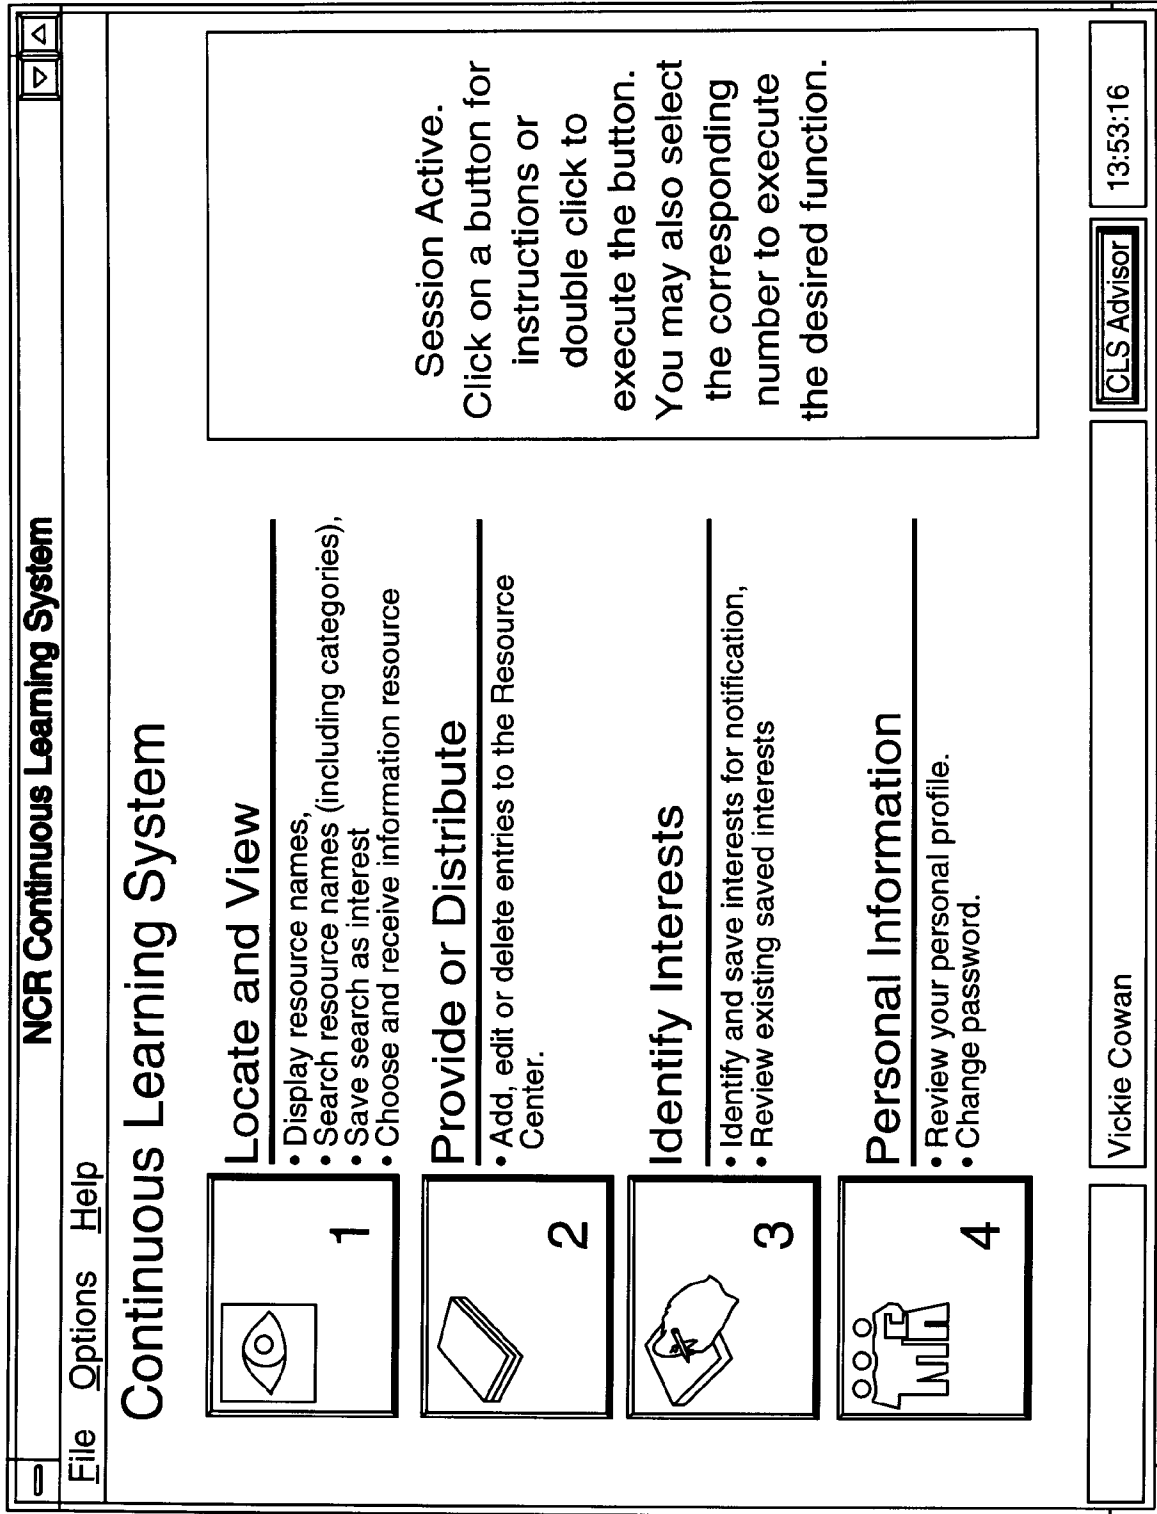 NCR Continuous Learning System
File Options Help
Continuous Learning System
1
Locate and View
• Display resource names,
• Search resource names (including categories),
• Save search as interest
• Choose and receive information resource
2
Provide or Distribute
• Add, edit or delete entries to the Resource
Center.
3
Identify Interests
• Identify and save interests for notification,
• Review existing saved interests
4
Personal Information
• Review your personal profile.
• Change password.
Session Active.
Click on a button for
instructions or
double click to
execute the button.
You may also select
the corresponding
number to execute
the desired function.
Vickie Cowan
CLS Advisor
13:53:16